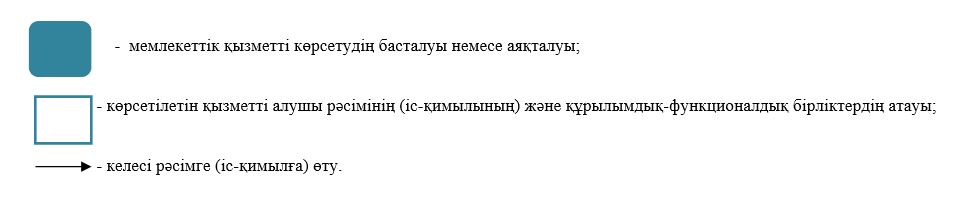 - мемлекеттік қызметті көрсетудің басталуы немесе аяқталуы;
- көрсетілетін қызметті алушы рәсімінің (іс-қимылының) және құрылымдық-функционалдық бірліктердің атауы;
- келесі рәсімге (іс-қимылға) өту.